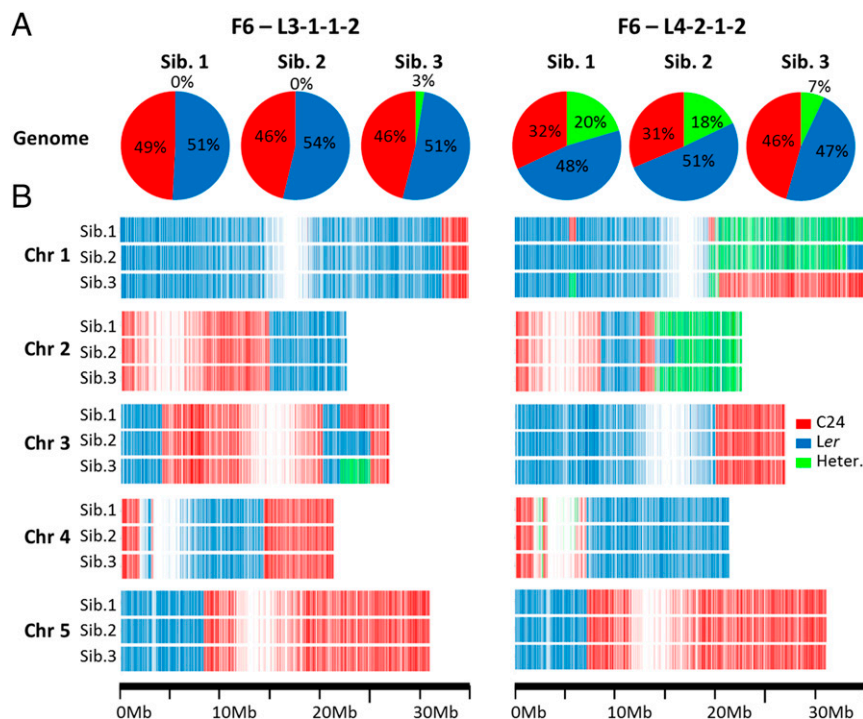 A
F6 – L3-1-1-2
F6 – L4-2-1-2
Sib. 1
Sib. 2
Sib. 3
Sib. 1
Sib. 2
Sib. 3
0%
0%
3%
7%
Genome
49%
51%
46%
54%
46%
51%
32%
20%
48%
31%
18%
51%
46%
47%
B
Chr 1
Sib.1
Sib.2
Sib.3
Chr 2
Sib.1
Sib.2
Sib.3
Chr 3
Sib.1
Sib.2
Sib.3
C24
Ler
Heter.
Chr 4
Sib.1
Sib.2
Sib.3
Chr 5
Sib.1
Sib.2
Sib.3
0Mb 10Mb 20Mb 30Mb
0Mb 10Mb 20Mb 30Mb